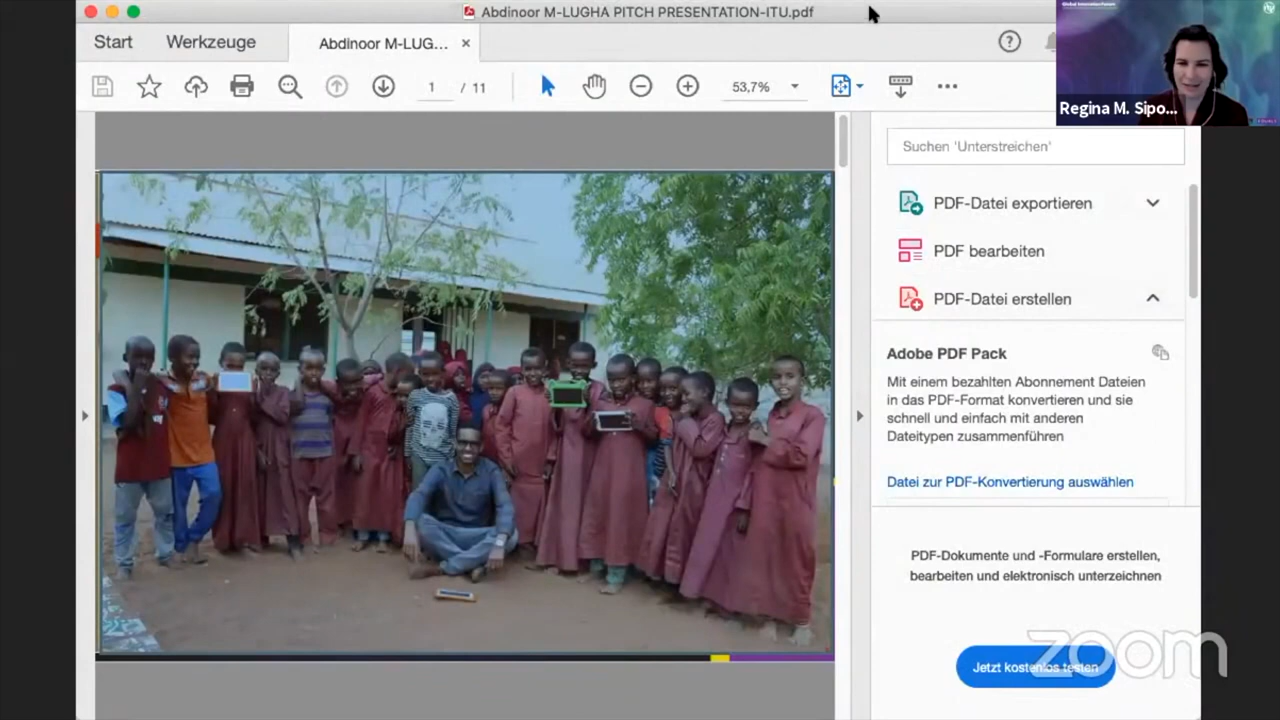 Abdinoor M-LUGHA PITCH PRESENTATION-ITU.pdf
Start
Werkzeuge
Abdinoor M-LUG...
1 / 11
53,7%
Regina M. Sipo...
Suchen 'Unterstreichen'
PDF-Datei exportieren
PDF bearbeiten
PDF-Datei erstellen
Adobe PDF Pack
Mit einem bezahlten Abonnement Dateien
in das PDF-Format konvertieren und sie
schnell und einfach mit anderen
Dateitypen zusammenführen
Datei zur PDF-Konvertierung auswählen
PDF-Dokumente und -Formulare erstellen,
bearbeiten und elektronisch unterzeichnen
Jetzt kostenlos testen
zoom